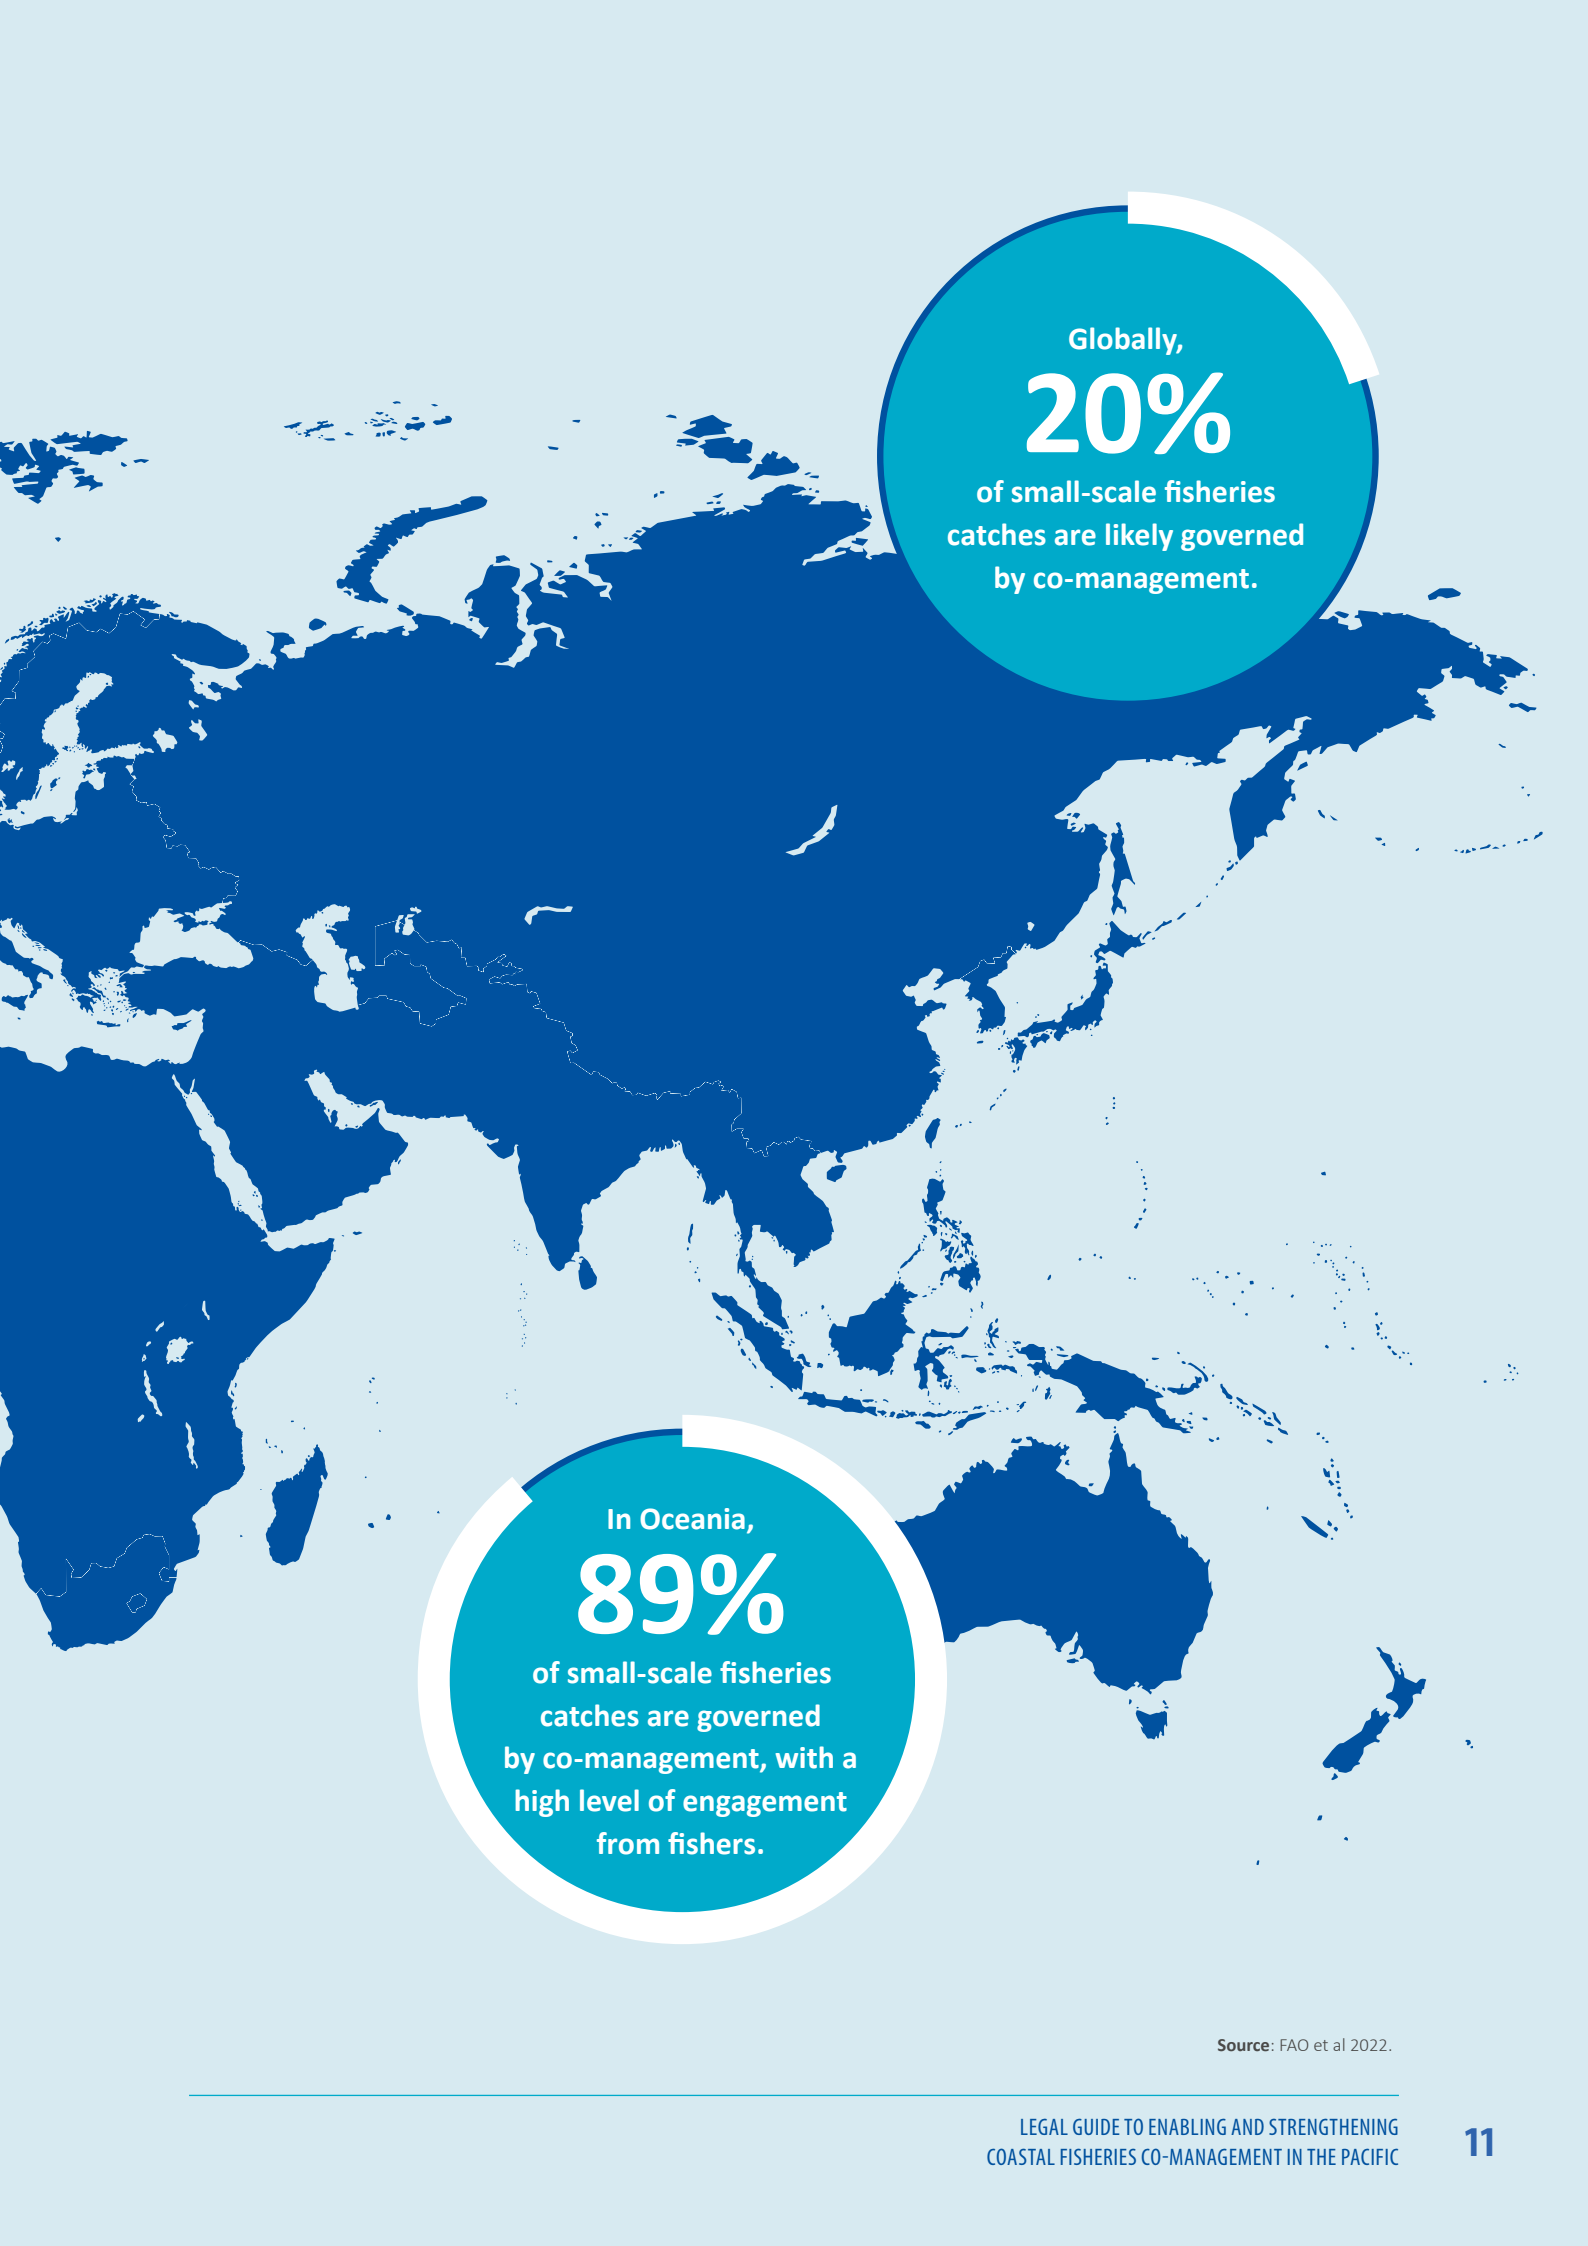 Globally,
20%
of small-scale fisheries
catches are likely governed
by co-management.
In Oceania,
89%
of small-scale fisheries
catches are governed
by co-management, with a
high level of engagement
from fishers.
Source: FAO et al 2022.
LEGAL GUIDE TO ENABLING AND STRENGTHENING
COASTAL FISHERIES CO-MANAGEMENT IN THE PACIFIC
11